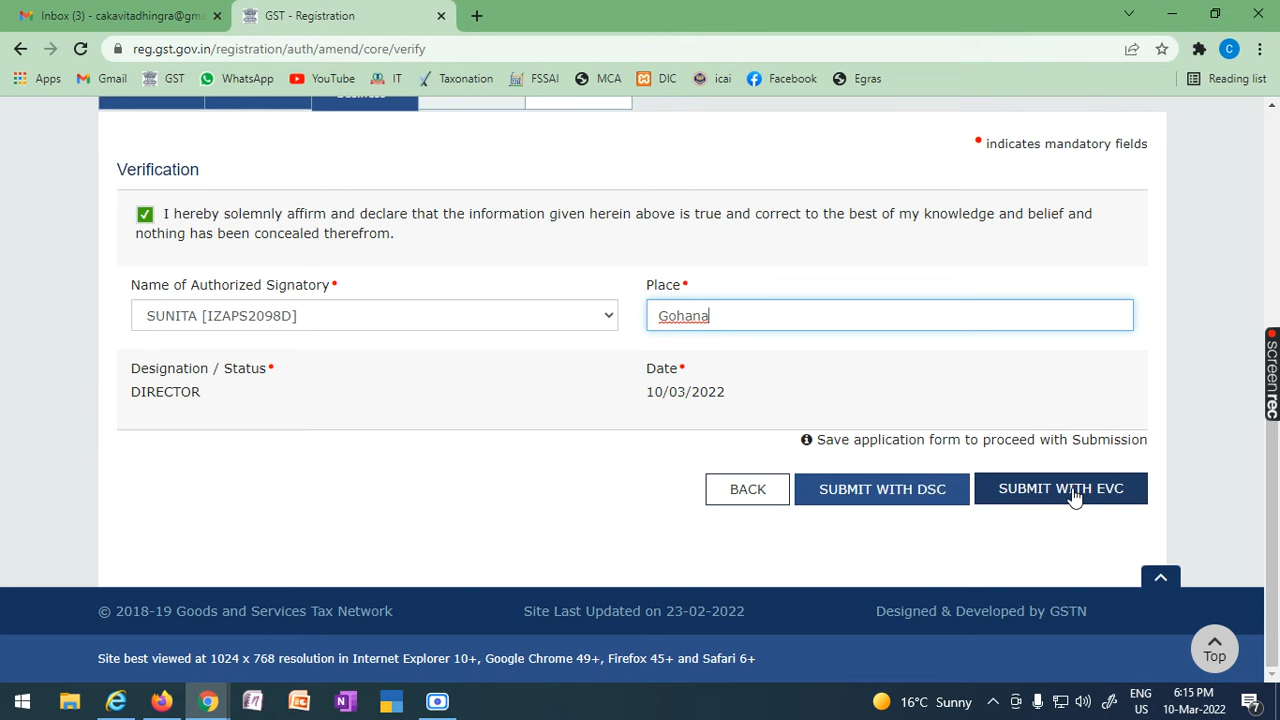 Inbox (3) - cakavitadhingra@gma
GST - Registration
reg.gst.gov.in/registration/auth/amend/core/verify
C
Apps
Gmail
GST
WhatsApp
YouTube
IT
Taxonation
FSSAI
MCA
DIC
icai
Facebook
Egras
Reading list
• indicates mandatory fields
Verification
I hereby solemnly affirm and declare that the information given herein above is true and correct to the best of my knowledge and belief and
nothing has been concealed therefrom.
Name of Authorized Signatory•
Place•
SUNITA [IZAPS2098D]
Gohana
Designation / Status•
Date•
DIRECTOR
10/03/2022
Save application form to proceed with Submission
BACK
SUBMIT WITH DSC
SUBMIT WITH EVC
© 2018-19 Goods and Services Tax Network
Site Last Updated on 23-02-2022
Designed & Developed by GSTN
Site best viewed at 1024 x 768 resolution in Internet Explorer 10+, Google Chrome 49+, Firefox 45+ and Safari 6+
Top
screenrec
16°C Sunny
ENG
US
6:15 PM
10-Mar-2022
7